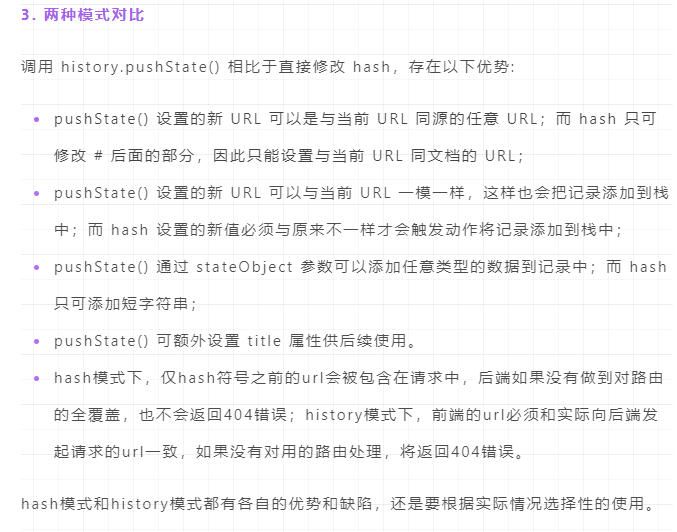 3. 两种模式对比
调用 history.pushState() 相比于直接修改 hash，存在以下优势:
pushState() 设置的新 URL 可以是与当前 URL 同源的任意 URL；而 hash 只可
修改 # 后面的部分，因此只能设置与当前 URL 同文档的 URL；
pushState() 设置的新 URL 可以与当前 URL 一模一样，这样也会把记录添加到栈
中；而 hash 设置的新值必须与原来不一样才会触发动作将记录添加到栈中；
pushState() 通过 stateObject 参数可以添加任意类型的数据到记录中；而 hash
只可添加短字符串；
pushState() 可额外设置 title 属性供后续使用。
hash模式下，仅hash符号之前的url会被包含在请求中，后端如果没有做到对路由
的全覆盖，也不会返回404错误；history模式下，前端的url必须和实际向后端发
起请求的url一致，如果没有对用的路由处理，将返回404错误。
hash模式和history模式都有各自的优势和缺陷，还是要根据实际情况选择性的使用。